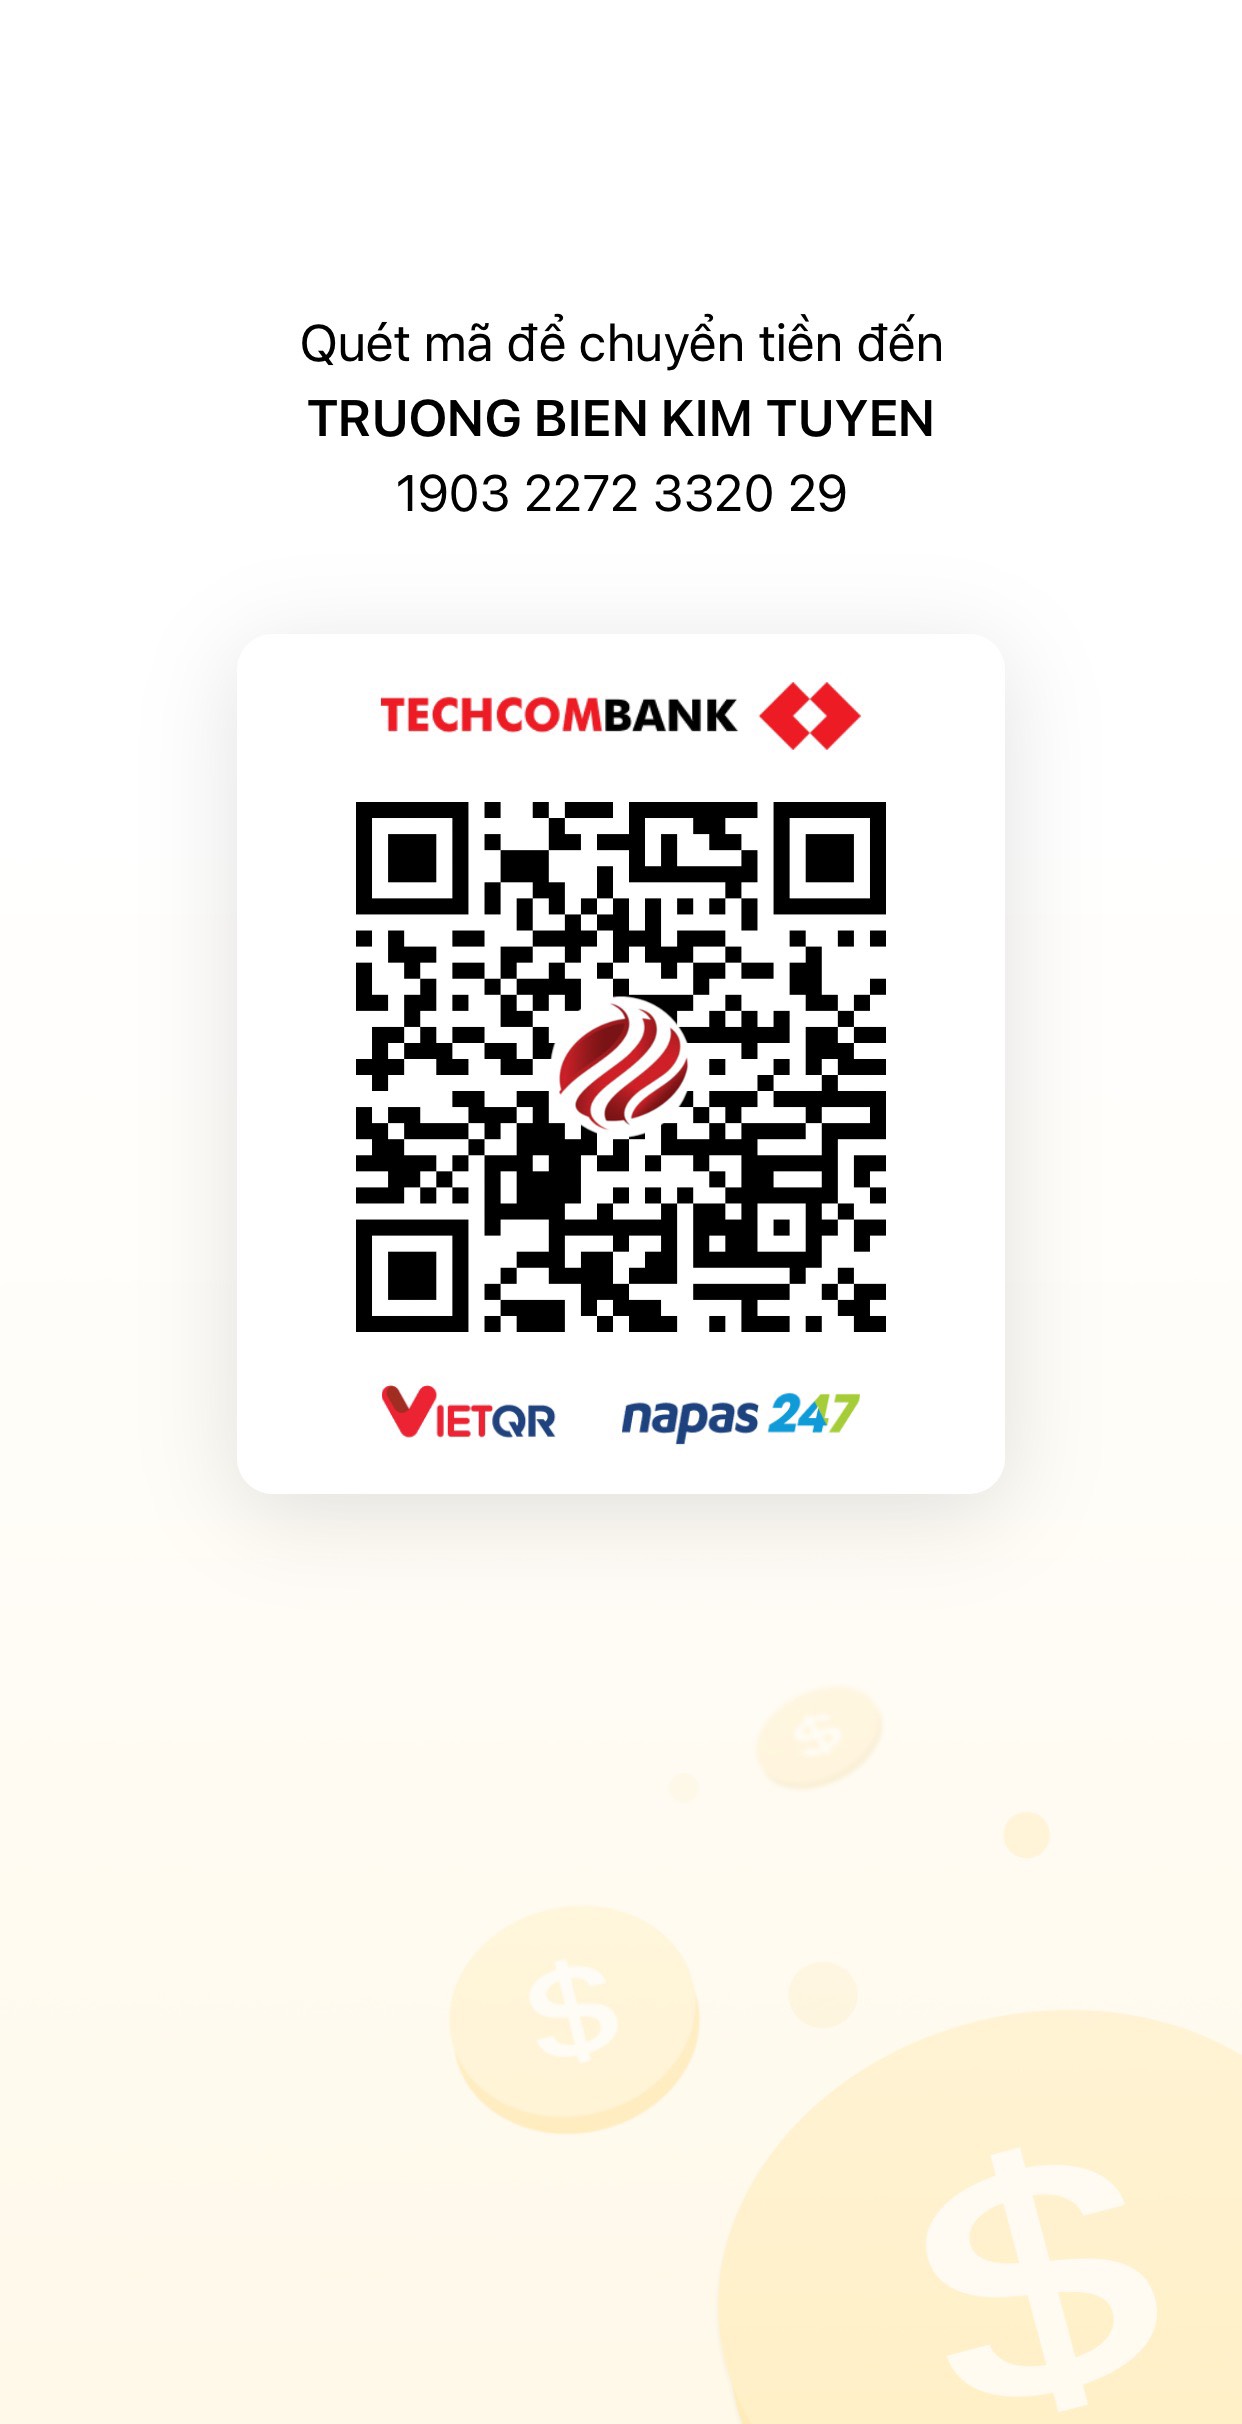 Quét mã để chuyển tiền đến
TRUONG BIEN KIM TUYEN
1903 2272 3320 29
TECHCOMBANK
VIETQR napas 247
$
$
$